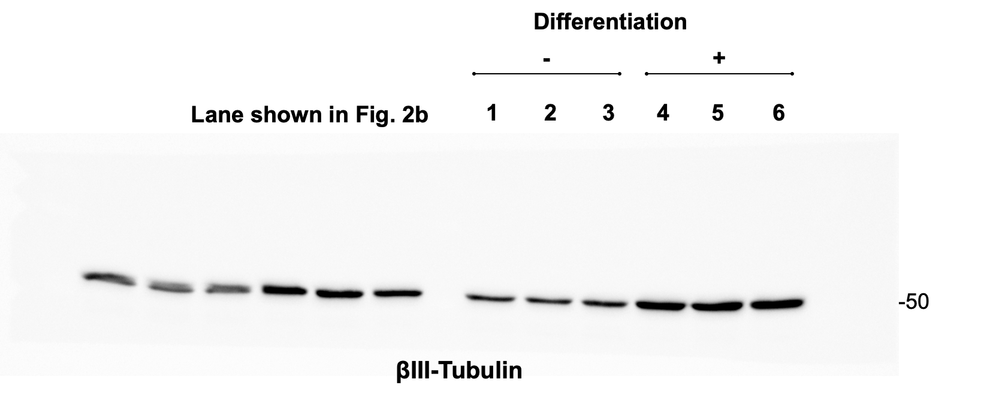 Differentiation
- +
Lane shown in Fig. 2b 1 2 3 4 5 6
-50
βIII-Tubulin